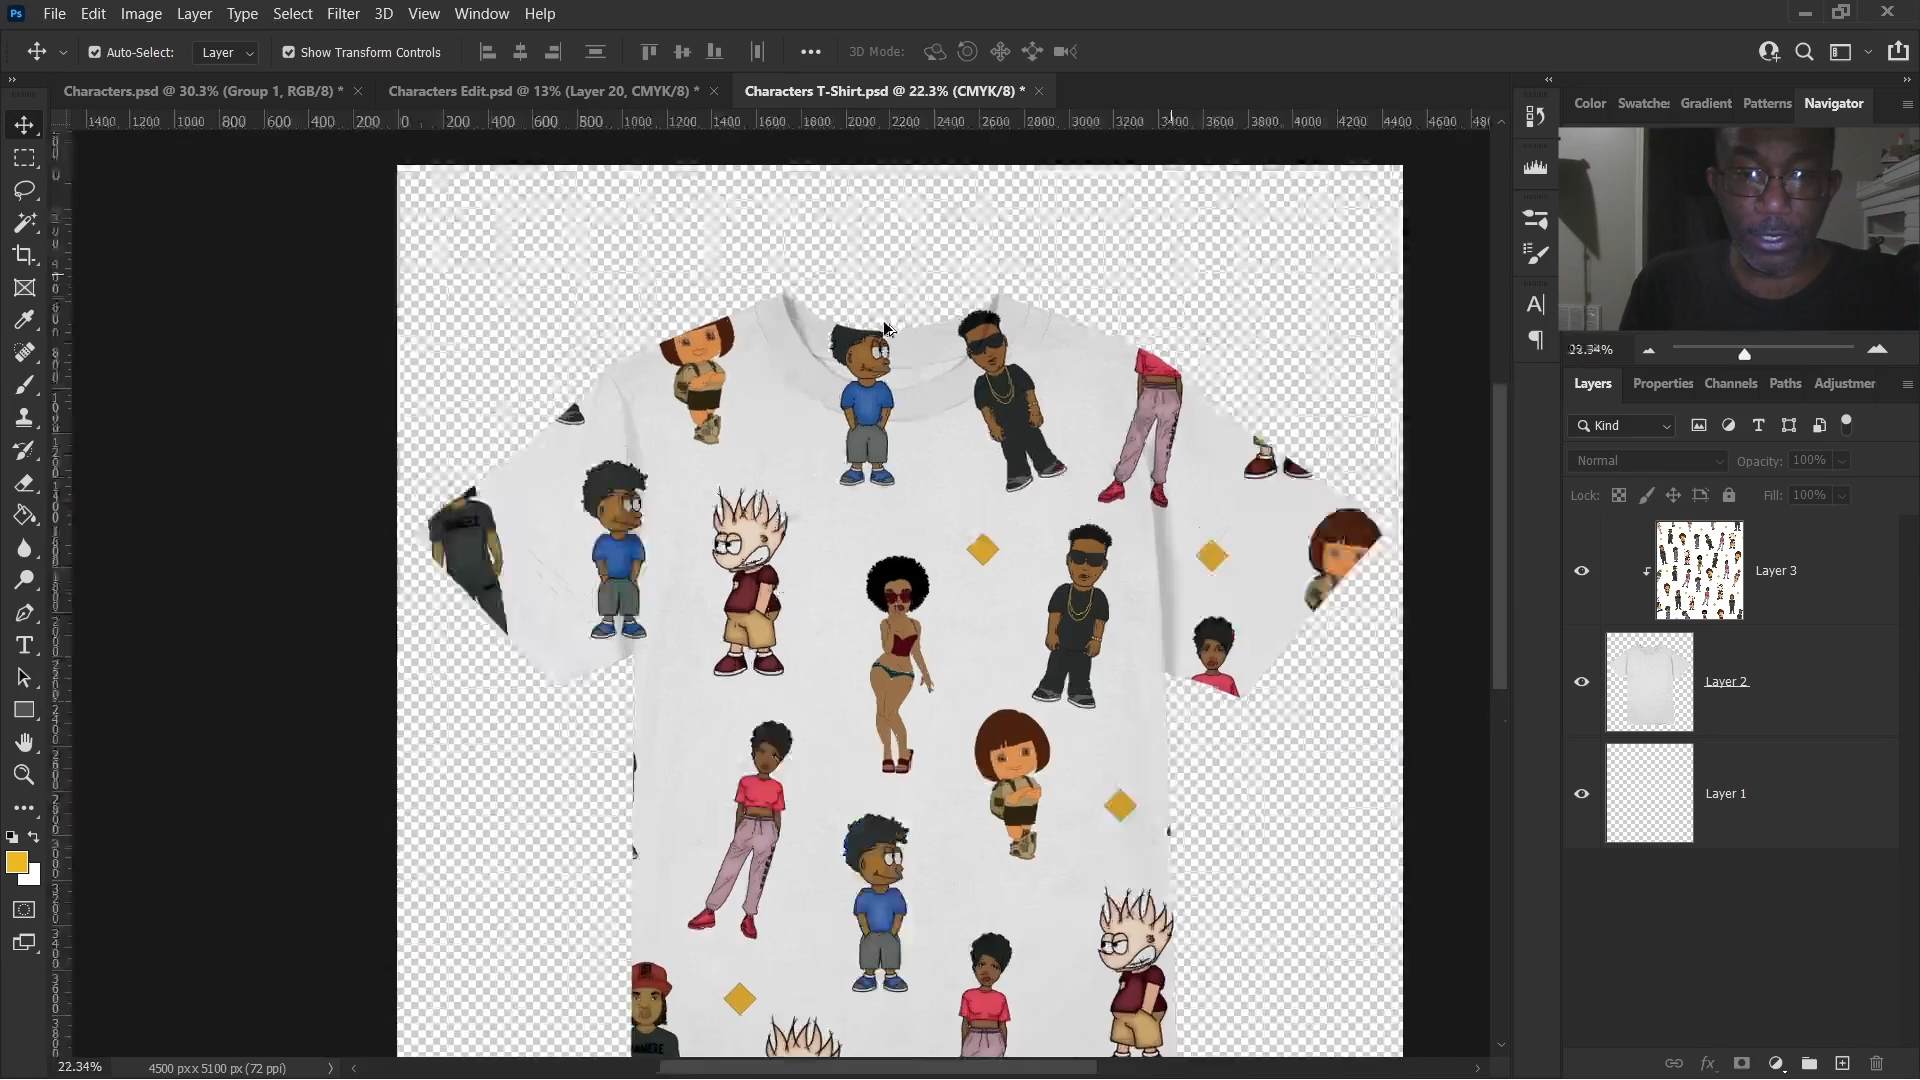 Ps File Edit Image Layer Type Select Filter 3D View Window Help
Auto-Select: Layer Show Transform Controls 3D Mode:
Characters.psd @ 30.3% (Group 1, RGB/8) * Characters Edit.psd @ 13% (Layer 20, CMYK/8) * Characters T-Shirt.psd @ 22.3% (CMYK/8) *
1400 1200 1000 800 600 400 200 0 200 400 600 800 1000 1200 1400 1600 1800 2000 2200 2400 2600 2800 3000 3200 3400 3600 3800 4000 4200 4400 4600
Color Swatche: Gradient Patterns Navigator
22.34%
Layers Properties Channels Paths Adjustmer
Kind
Normal Opacity: 100%
Lock: Fill: 100%
Layer 3
Layer 2
Layer 1
22.34% 4500 px x 5100 px (72 ppi)